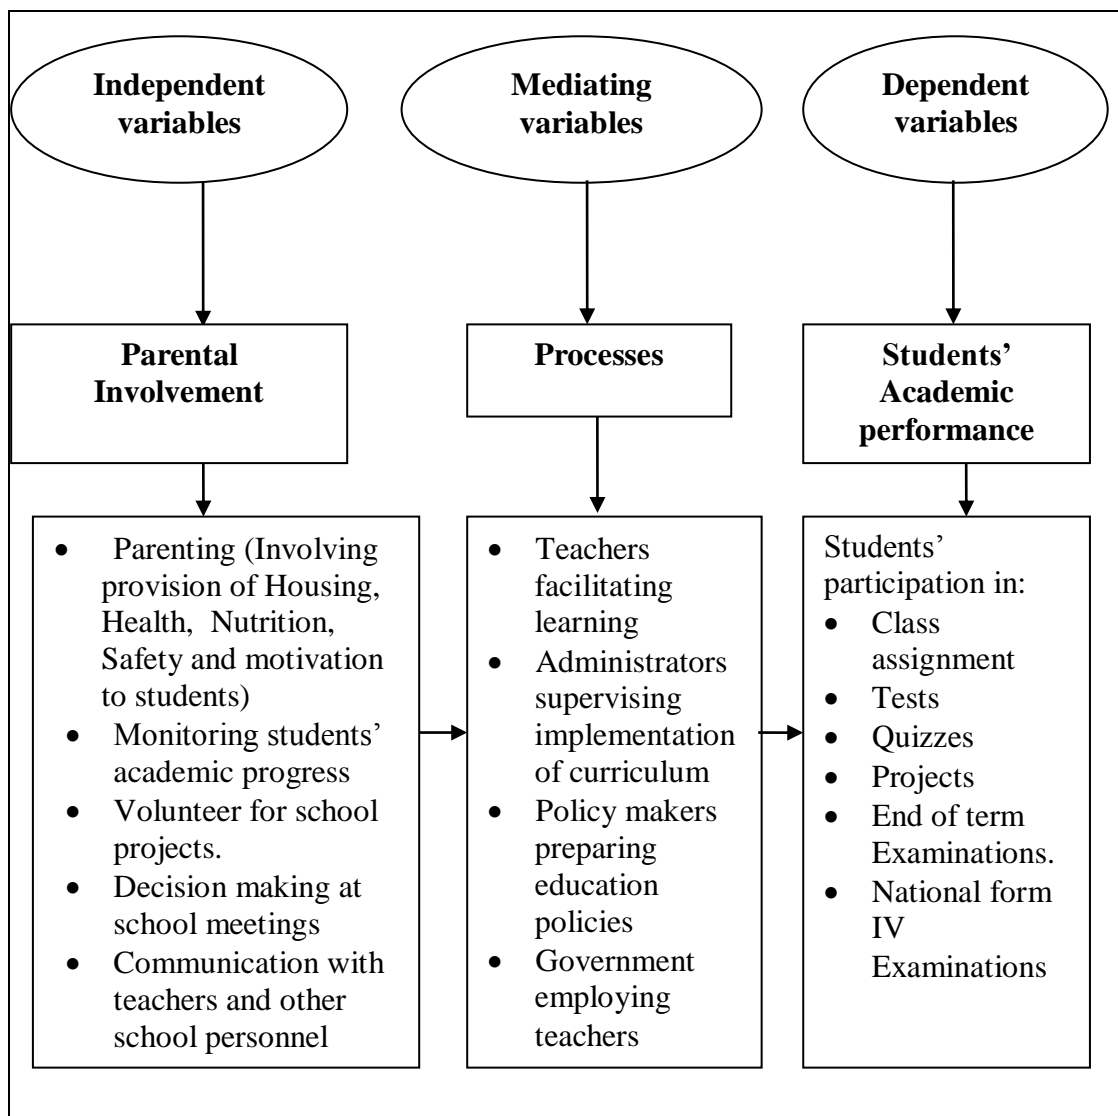 Independent
variables
Mediating
variables
Dependent
variables
Parental
Involvement
Processes
Students’
Academic
performance
• Parenting (Involving
provision of Housing,
Health, Nutrition,
Safety and motivation
to students)
• Monitoring students’
academic progress
• Volunteer for school
projects.
• Decision making at
school meetings
• Communication with
teachers and other
school personnel
• Teachers
facilitating
learning
• Administrators
supervising
implementation
of curriculum
• Policy makers
preparing
education
policies
• Government
employing
teachers
Students’
participation in:
• Class
assignment
• Tests
• Quizzes
• Projects
• End of term
Examinations.
• National form
IV
Examinations